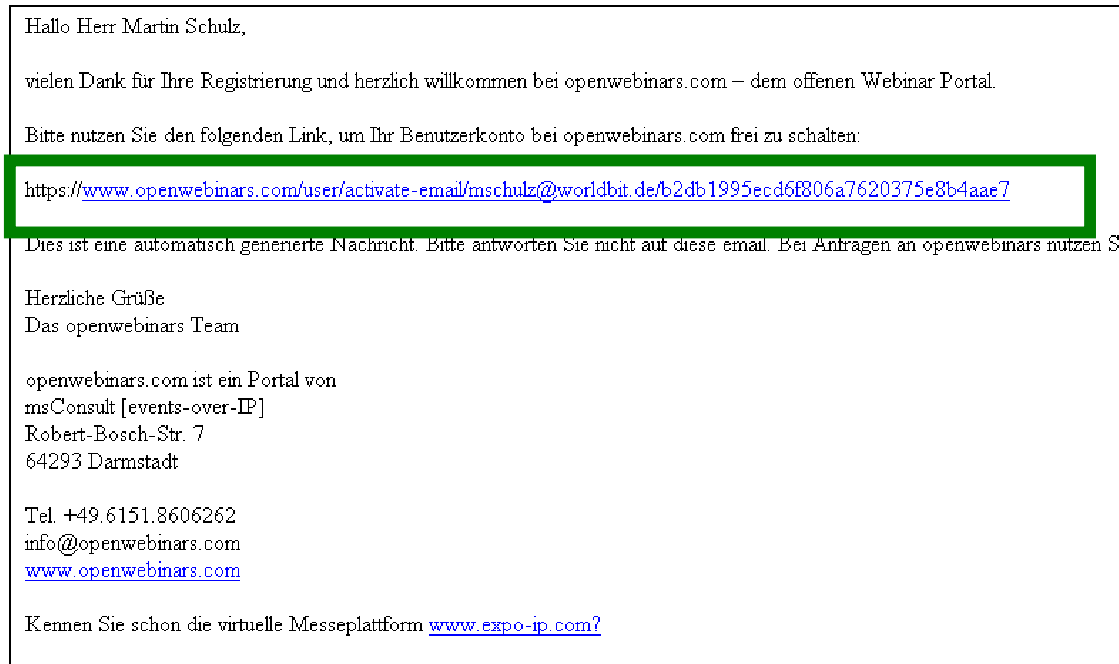 Hallo Herr Martin Schulz,
vielen Dank für Ihre Registrierung und herzlich willkommen bei openwebinars.com – dem offenen Webinar Portal.
Bitte nutzen Sie den folgenden Link, um Ihr Benutzerkonto bei openwebinars.com frei zu schalten:
https://www.openwebinars.com/user/activate-email/mschulz@worldbit.de/b2db1995ecd6f806a7620375e8b4aae7
Dies ist eine automatisch generierte Nachricht. Bitte antworten Sie nicht auf diese email. Bei Anfragen an openwebinars nutzen S
Herzliche Grüße
Das openwebinars Team
openwebinars.com ist ein Portal von
msConsult [events-over-IP]
Robert-Bosch-Str. 7
64293 Darmstadt
Tel. +49.6151.8606262
info@openwebinars.com
www.openwebinars.com
Kennen Sie schon die virtuelle Messeplattform www.expo-ip.com?